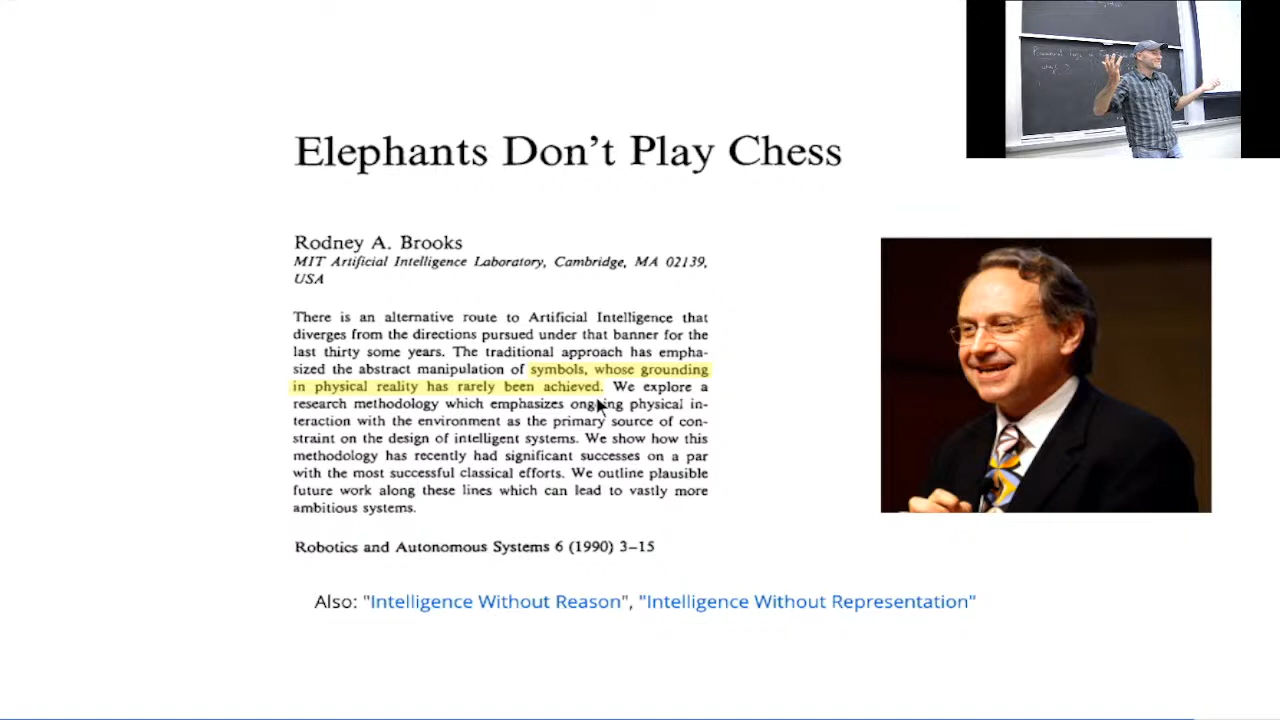 Elephants Don't Play Chess
Rodney A. Brooks
MIT Artificial Intelligence Laboratory, Cambridge, MA 02139,
USA
There is an alternative route to Artificial Intelligence that
diverges from the directions pursued under that banner for the
last thirty some years. The traditional approach has empha-
sized the abstract manipulation of symbols, whose grounding
in physical reality has rarely been achieved. We explore a
research methodology which emphasizes ongoing physical in-
teraction with the environment as the primary source of con-
straint on the design of intelligent systems. We show how this
methodology has recently had significant successes on a par
with the most successful classical efforts. We outline plausible
future work along these lines which can lead to vastly more
ambitious systems.
Robotics and Autonomous Systems 6 (1990) 3–15
Also: "Intelligence Without Reason", "Intelligence Without Representation"